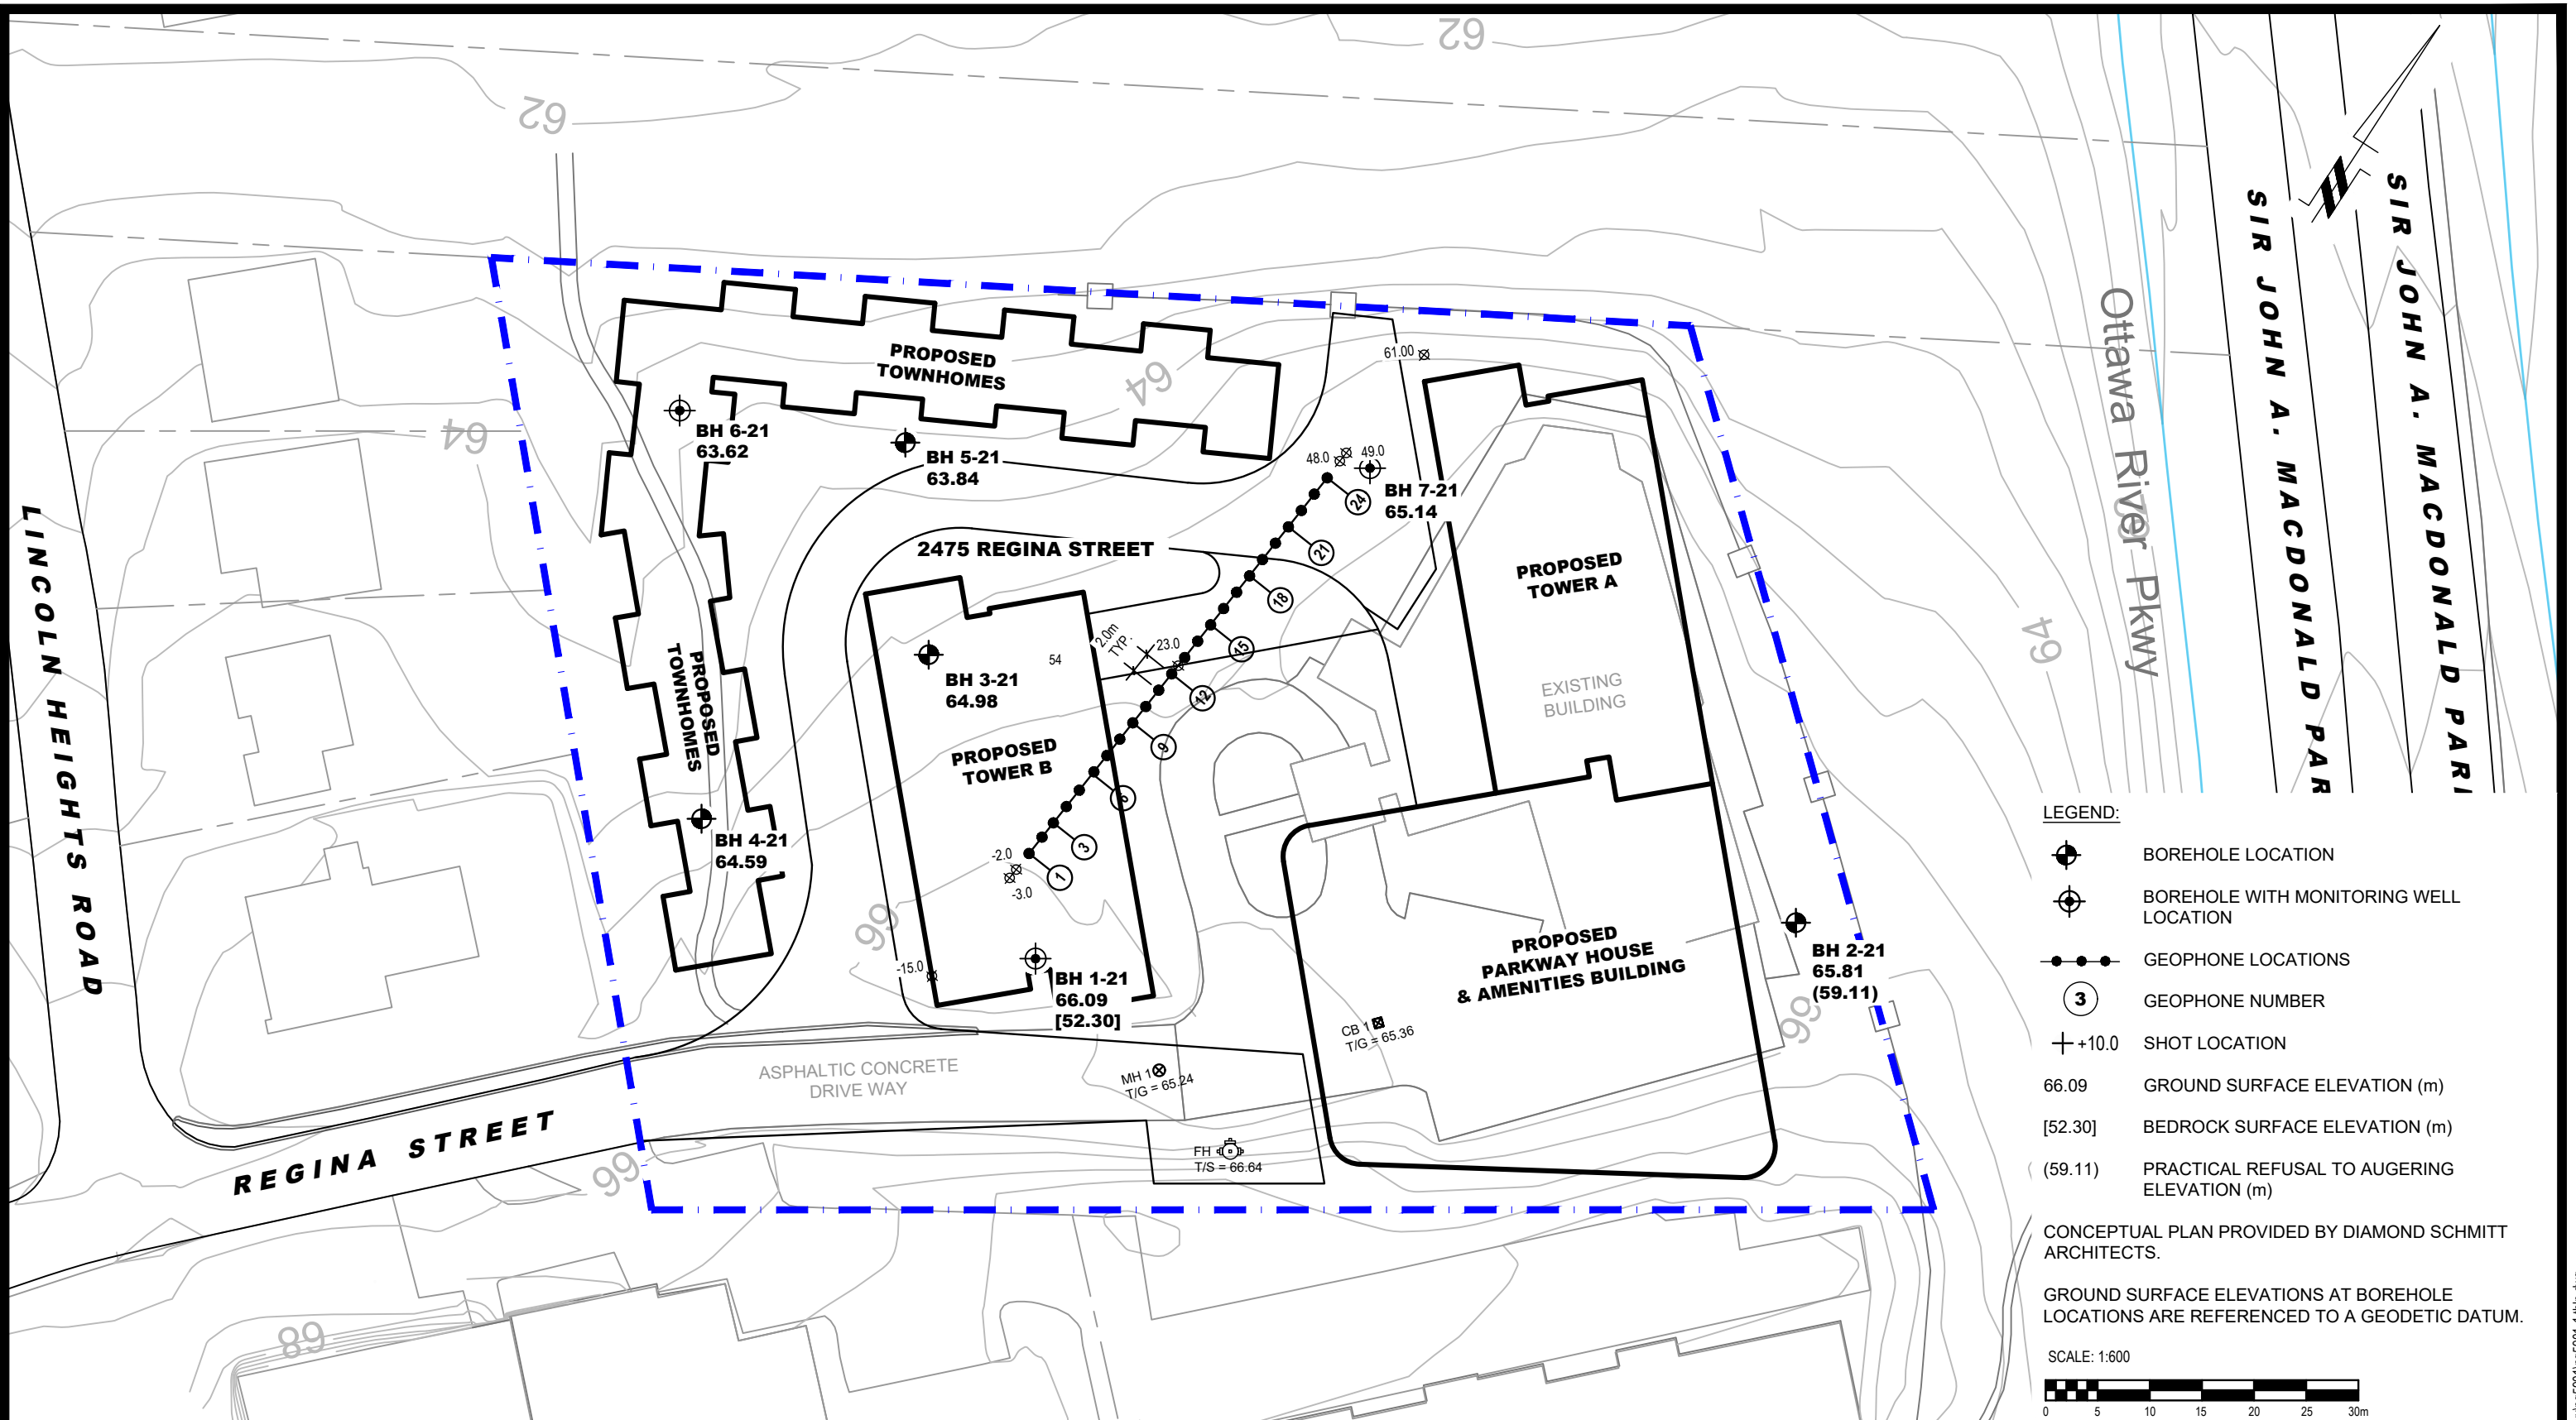 62
62
64
64
64
66
66
66
68
PROPOSED
TOWNHOMES
BH 6-21
63.62
BH 5-21
63.84
61.00
48.0
49.0
24
BH 7-21
65.14
21
2475 REGINA STREET
18
PROPOSED
TOWER A
2.0m
TYP.
23.0
15
12
EXISTING
BUILDING
BH 3-21
64.98
54
PROPOSED
TOWNHOMES
PROPOSED
TOWER B
9
6
BH 4-21
64.59
3
1
-2.0
-3.0
-15.0
BH 1-21
66.09
[52.30]
PROPOSED
PARKWAY HOUSE
& AMENITIES BUILDING
BH 2-21
65.81
(59.11)
CB 1
T/G = 65.36
MH 1
T/G = 65.24
ASPHALTIC CONCRETE
DRIVE WAY
FH
T/S = 66.64
REGINA STREET
LINCOLN HEIGHTS ROAD
Ottawa River Pkwy
SIR JOHN A. MACDONALD PAR
SIR JOHN A. MACDONALD PAR
LEGEND:
BOREHOLE LOCATION
BOREHOLE WITH MONITORING WELL
LOCATION
GEOPHONE LOCATIONS
3 GEOPHONE NUMBER
+10.0 SHOT LOCATION
66.09 GROUND SURFACE ELEVATION (m)
[52.30] BEDROCK SURFACE ELEVATION (m)
(59.11) PRACTICAL REFUSAL TO AUGERING
ELEVATION (m)
CONCEPTUAL PLAN PROVIDED BY DIAMOND SCHMITT
ARCHITECTS.
GROUND SURFACE ELEVATIONS AT BOREHOLE
LOCATIONS ARE REFERENCED TO A GEODETIC DATUM.
SCALE: 1:600
0 5 10 15 20 25 30m